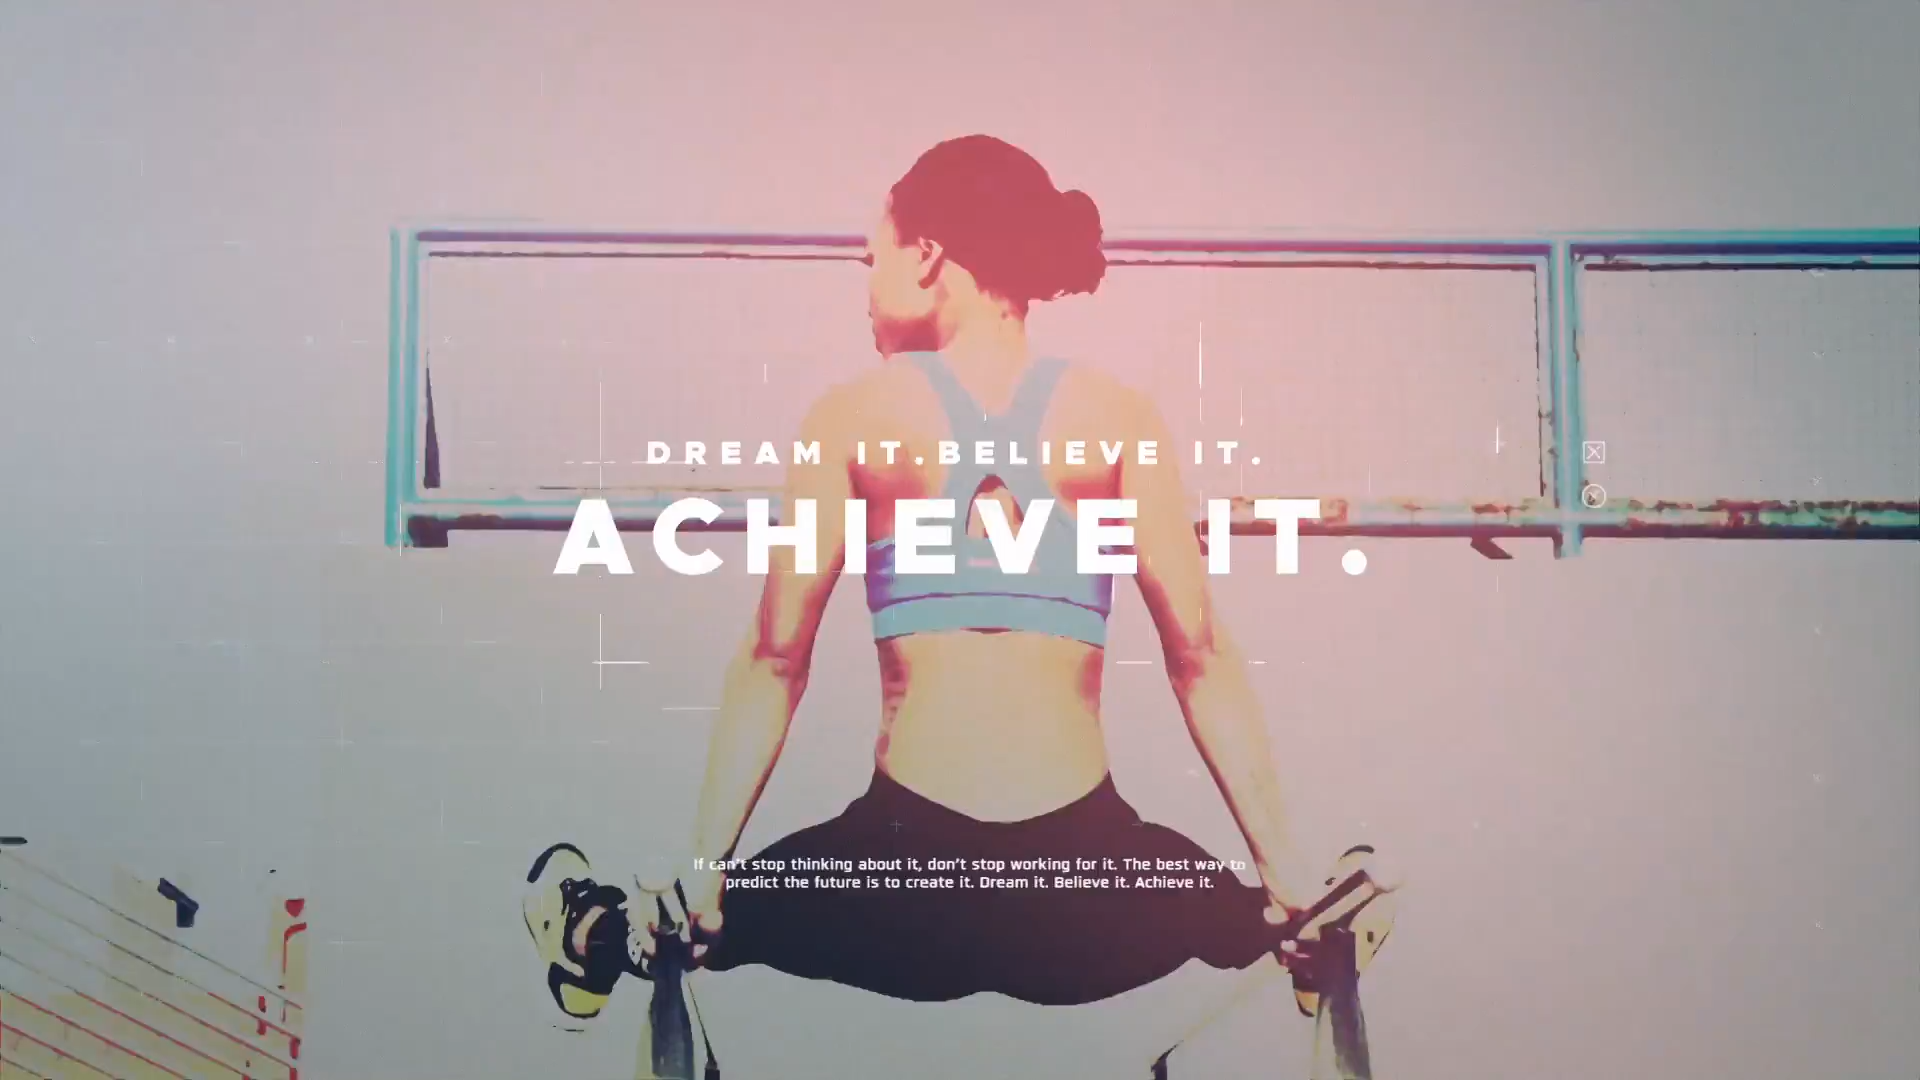 DREAM IT.BELIEVE IT.
ACHIEVE IT.
If can't stop thinking about it, don't stop working for it. The best way to
predict the future is to create it. Dream it. Believe it. Achieve it.